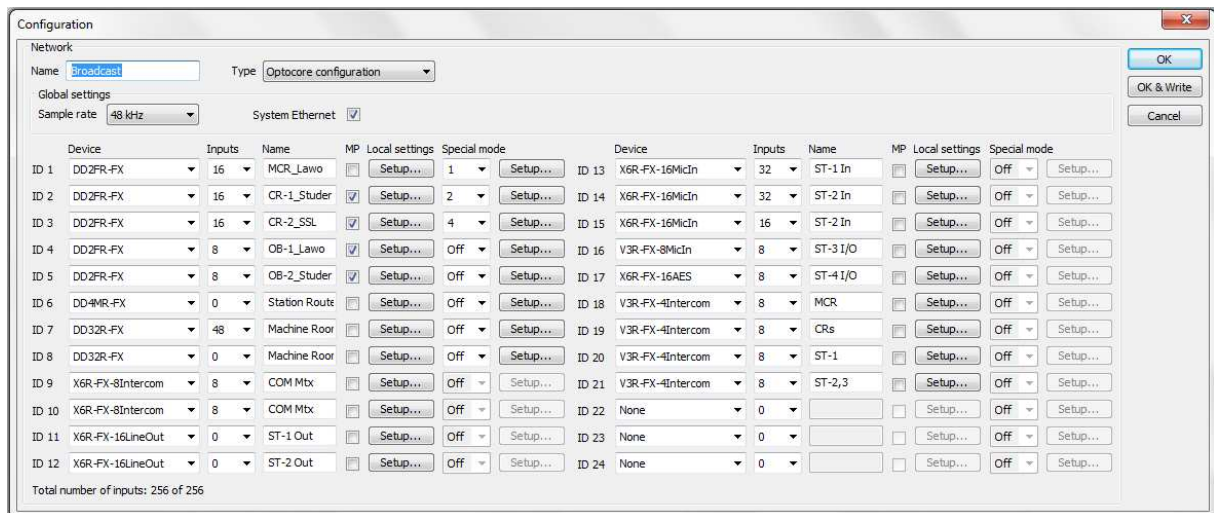 Configuration
Network
Name Broadcast Type Optocore configuration
Global settings
Sample rate 48 kHz System Ethernet
Device Inputs Name MP Local settings Special mode Device Inputs Name MP Local settings Special mode
ID 1 DD2FR-FX 16 MCR_Lawo Setup... 1 Setup... ID 13 X6R-FX-16MicIn 32 ST-1 In Setup... Off Setup...
ID 2 DD2FR-FX 16 CR-1_Studer Setup... 2 Setup... ID 14 X6R-FX-16MicIn 32 ST-2 In Setup... Off Setup...
ID 3 DD2FR-FX 16 CR-2_SSL Setup... 4 Setup... ID 15 X6R-FX-16MicIn 16 ST-2 In Setup... Off Setup...
ID 4 DD2FR-FX 8 OB-1_Lawo Setup... Off Setup... ID 16 V3R-FX-8MicIn 8 ST-3 I/O Setup... Off Setup...
ID 5 DD2FR-FX 8 OB-2_Studer Setup... Off Setup... ID 17 X6R-FX-16AES 8 ST-4 I/O Setup... Off Setup...
ID 6 DD4MR-FX 0 Station Route Setup... Off Setup... ID 18 V3R-FX-4Intercom 8 MCR Setup... Off Setup...
ID 7 DD32R-FX 48 Machine Roor Setup... Off Setup... ID 19 V3R-FX-4Intercom 8 CRs Setup... Off Setup...
ID 8 DD32R-FX 0 Machine Roor Setup... Off Setup... ID 20 V3R-FX-4Intercom 8 ST-1 Setup... Off Setup...
ID 9 X6R-FX-8Intercom 8 COM Mtx Setup... Off Setup... ID 21 V3R-FX-4Intercom 8 ST-2,3 Setup... Off Setup...
ID 10 X6R-FX-8Intercom 8 COM Mtx Setup... Off Setup... ID 22 None 0 Setup... Off Setup...
ID 11 X6R-FX-16LineOut 0 ST-1 Out Setup... Off Setup... ID 23 None 0 Setup... Off Setup...
ID 12 X6R-FX-16LineOut 0 ST-2 Out Setup... Off Setup... ID 24 None 0 Setup... Off Setup...
Total number of inputs: 256 of 256
OK
OK & Write
Cancel